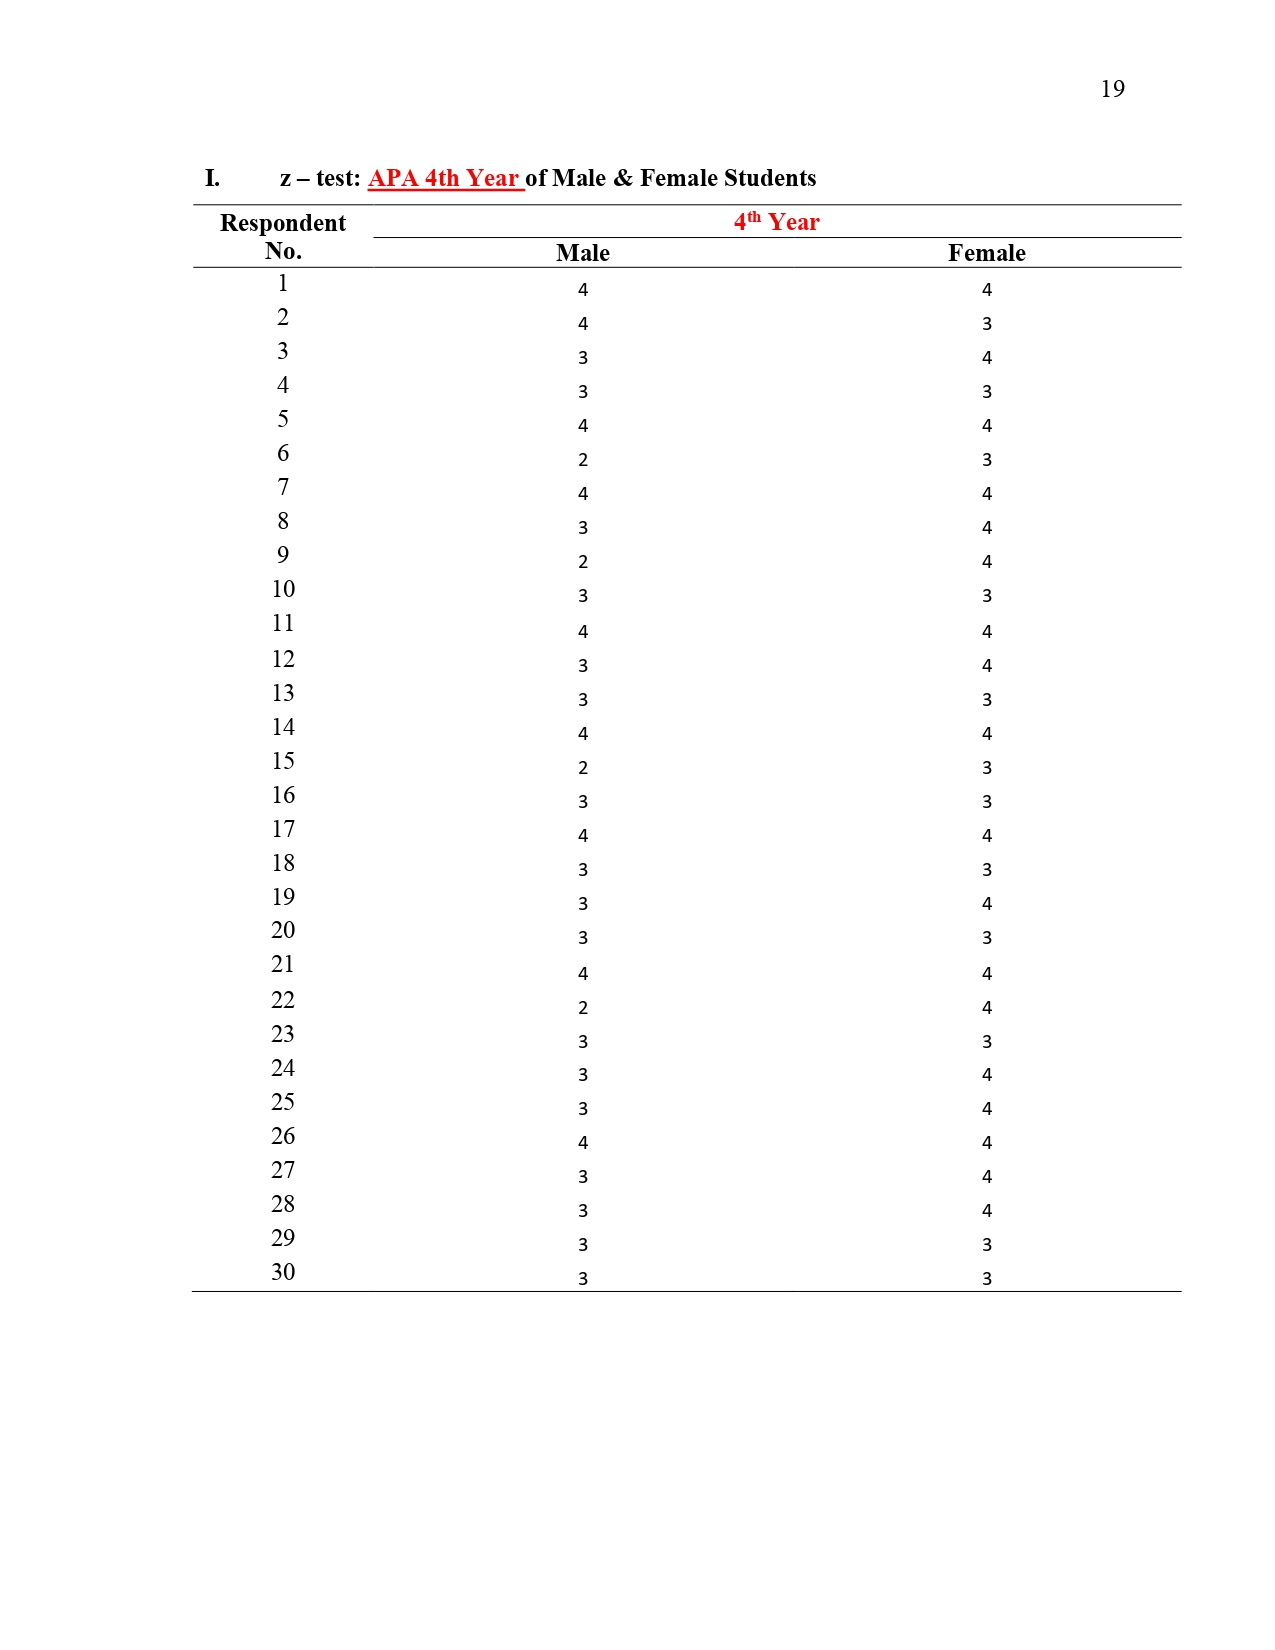 19
I. z – test: APA 4th Year of Male & Female Students
Respondent No. 4th Year
Male Female
1 4 4
2 4 3
3 3 4
4 3 3
5 4 4
6 2 3
7 4 4
8 3 4
9 2 4
10 3 3
11 4 4
12 3 4
13 3 3
14 4 4
15 2 3
16 3 3
17 4 4
18 3 3
19 3 4
20 3 3
21 4 4
22 2 4
23 3 3
24 3 4
25 3 4
26 4 4
27 3 4
28 3 4
29 3 3
30 3 3